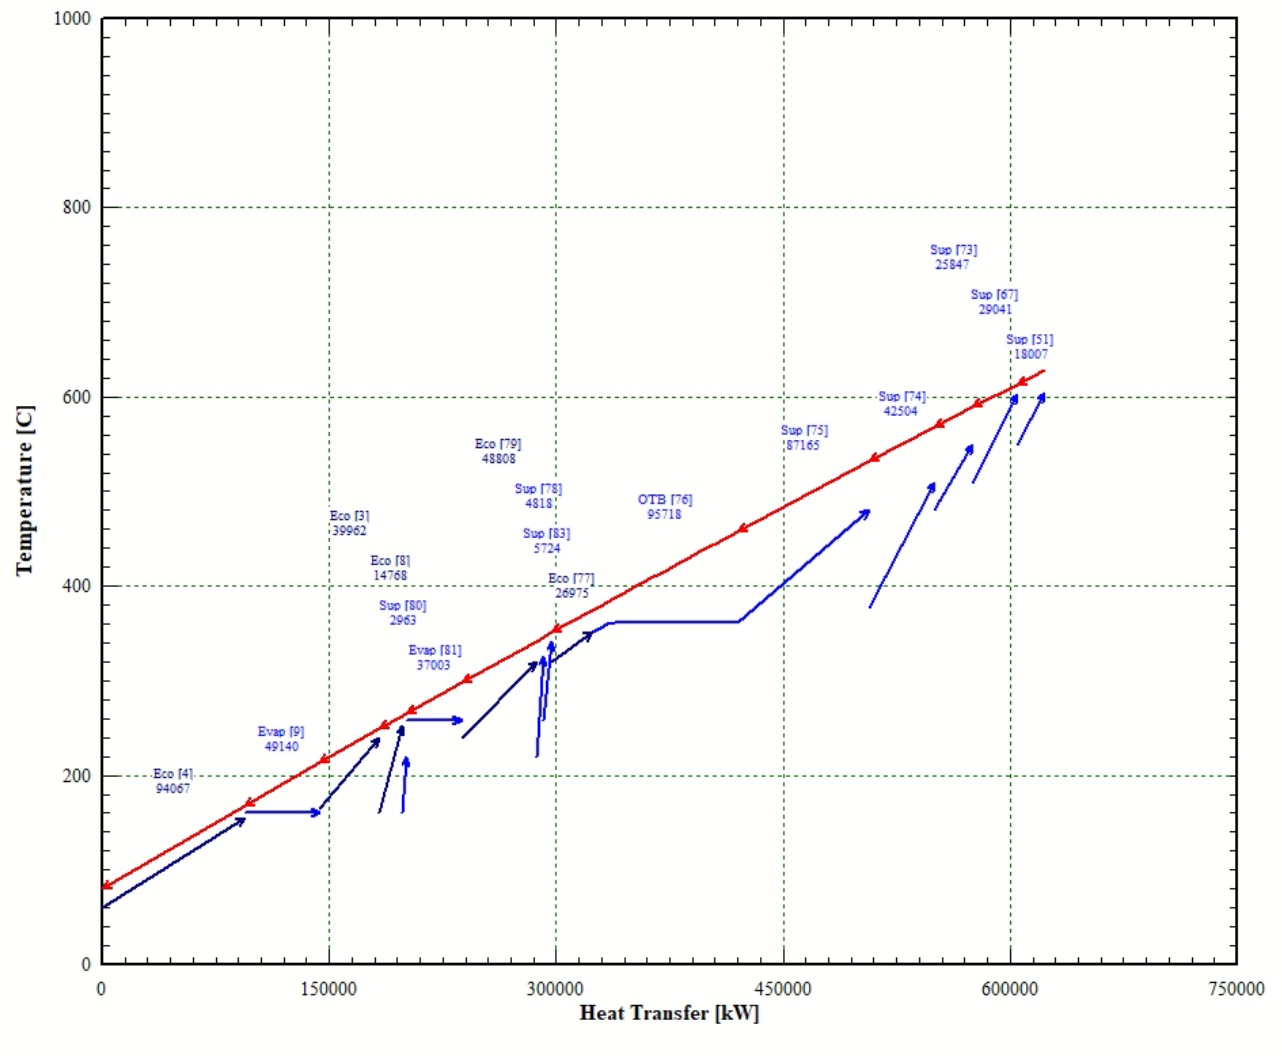 1000
800
600
400
200
0
Temperature [C]
Sup [73]
25847
Sup [67]
29041
Sup [51]
18007
Sup [74]
42504
Sup [75]
87165
Eco [79]
48808
Sup [78]
4818
OTB [76]
95718
Eco [3]
39962
Sup [83]
5724
Eco [8]
14768
Eco [77]
26975
Sup [80]
2963
Evap [81]
37003
Evap [9]
49140
Eco [4]
94067
0
150000
300000
450000
600000
750000
Heat Transfer [kW]